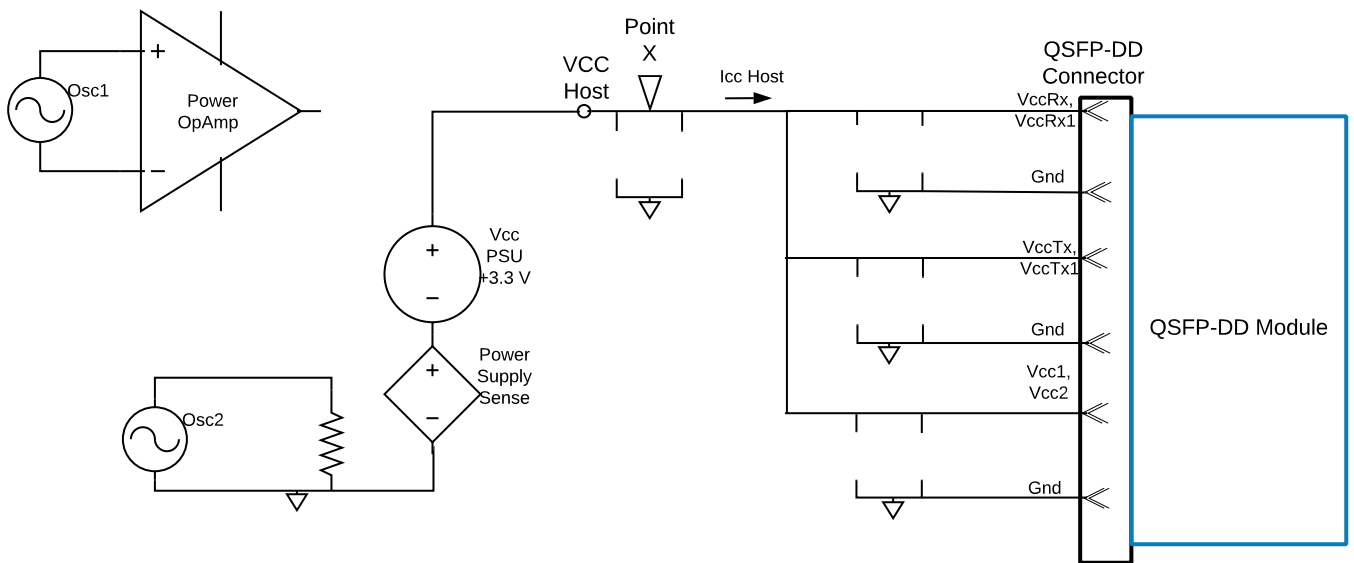 Point
X
VCC
Host
Icc Host
QSFP-DD
Connector
Osc1
+
−
Power
OpAmp
VccRx,
VccRx1
Gnd
+
−
Vcc
PSU
+3.3 V
VccTx,
VccTx1
Gnd
QSFP-DD Module
+
−
Power
Supply
Sense
Vcc1,
Vcc2
Osc2
Gnd